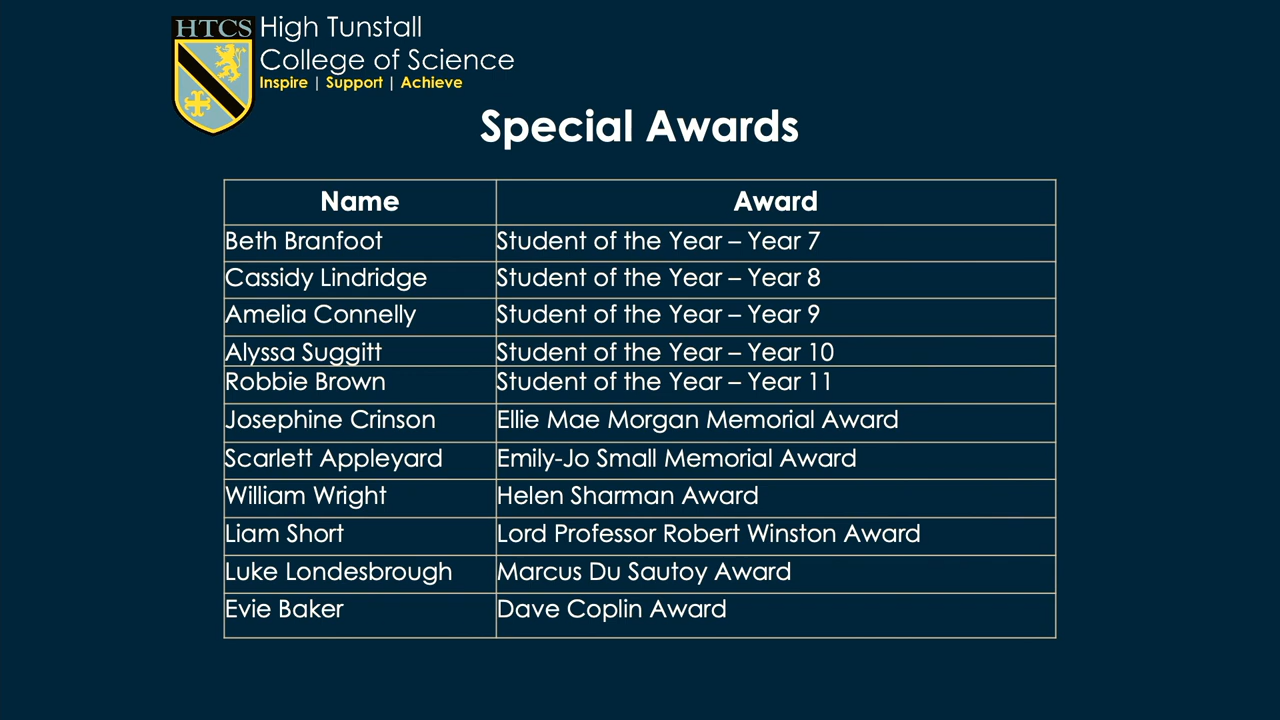 HTCS
High Tunstall
College of Science
Inspire | Support | Achieve
Special Awards
Name Award
Beth Branfoot Student of the Year – Year 7
Cassidy Lindridge Student of the Year – Year 8
Amelia Connelly Student of the Year – Year 9
Alyssa Suggitt Student of the Year – Year 10
Robbie Brown Student of the Year – Year 11
Josephine Crinson Ellie Mae Morgan Memorial Award
Scarlett Appleyard Emily-Jo Small Memorial Award
William Wright Helen Sharman Award
Liam Short Lord Professor Robert Winston Award
Luke Londesbrough Marcus Du Sautoy Award
Evie Baker Dave Coplin Award